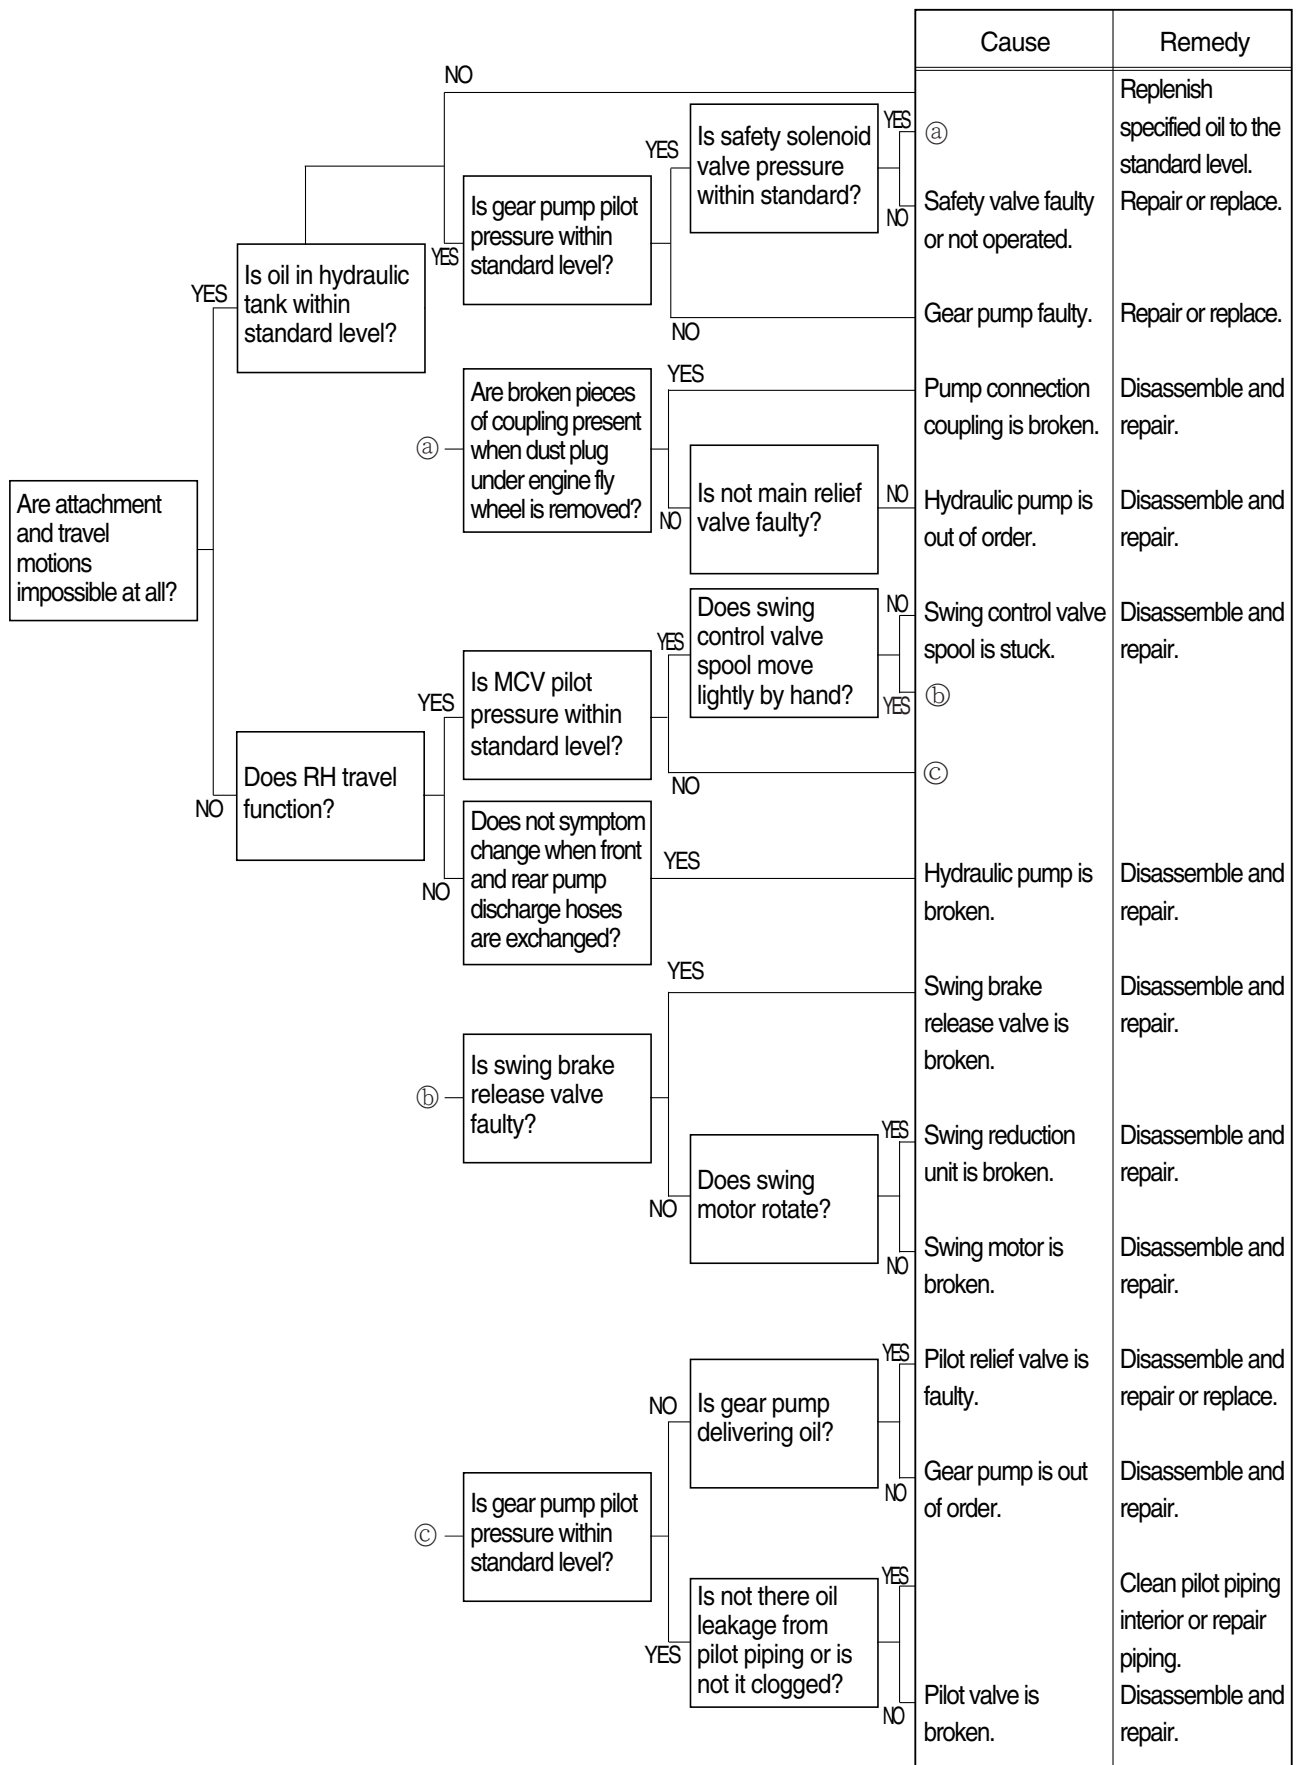 Cause
Remedy
NO
Replenish
specified oil to the
standard level.
YES
Is safety solenoid
valve pressure
within standard?
YES
ⓐ
NO
Safety valve faulty
or not operated.
Repair or replace.
Is gear pump pilot
pressure within
standard level?
YES
YES
Is oil in hydraulic
tank within
standard level?
NO
Gear pump faulty.
Repair or replace.
ⓐ
Are broken pieces
of coupling present
when dust plug
under engine fly
wheel is removed?
YES
Pump connection
coupling is broken.
Disassemble and
repair.
NO
Is not main relief
valve faulty?
NO
Hydraulic pump is
out of order.
Disassemble and
repair.
Are attachment
and travel
motions
impossible at all?
NO
Does RH travel
function?
YES
Is MCV pilot
pressure within
standard level?
YES
Does swing
control valve
spool move
lightly by hand?
NO
Swing control valve
spool is stuck.
Disassemble and
repair.
YES
ⓑ
NO
ⓒ
NO
Does not symptom
change when front
and rear pump
discharge hoses
are exchanged?
YES
Hydraulic pump is
broken.
Disassemble and
repair.
ⓑ
Is swing brake
release valve
faulty?
YES
Swing brake
release valve is
broken.
Disassemble and
repair.
NO
Does swing
motor rotate?
YES
Swing reduction
unit is broken.
Disassemble and
repair.
NO
Swing motor is
broken.
Disassemble and
repair.
ⓒ
Is gear pump pilot
pressure within
standard level?
NO
Is gear pump
delivering oil?
YES
Pilot relief valve is
faulty.
Disassemble and
repair or replace.
NO
Gear pump is out
of order.
Disassemble and
repair.
YES
Is not there oil
leakage from
pilot piping or is
not it clogged?
YES
Clean pilot piping
interior or repair
piping.
NO
Pilot valve is
broken.
Disassemble and
repair.